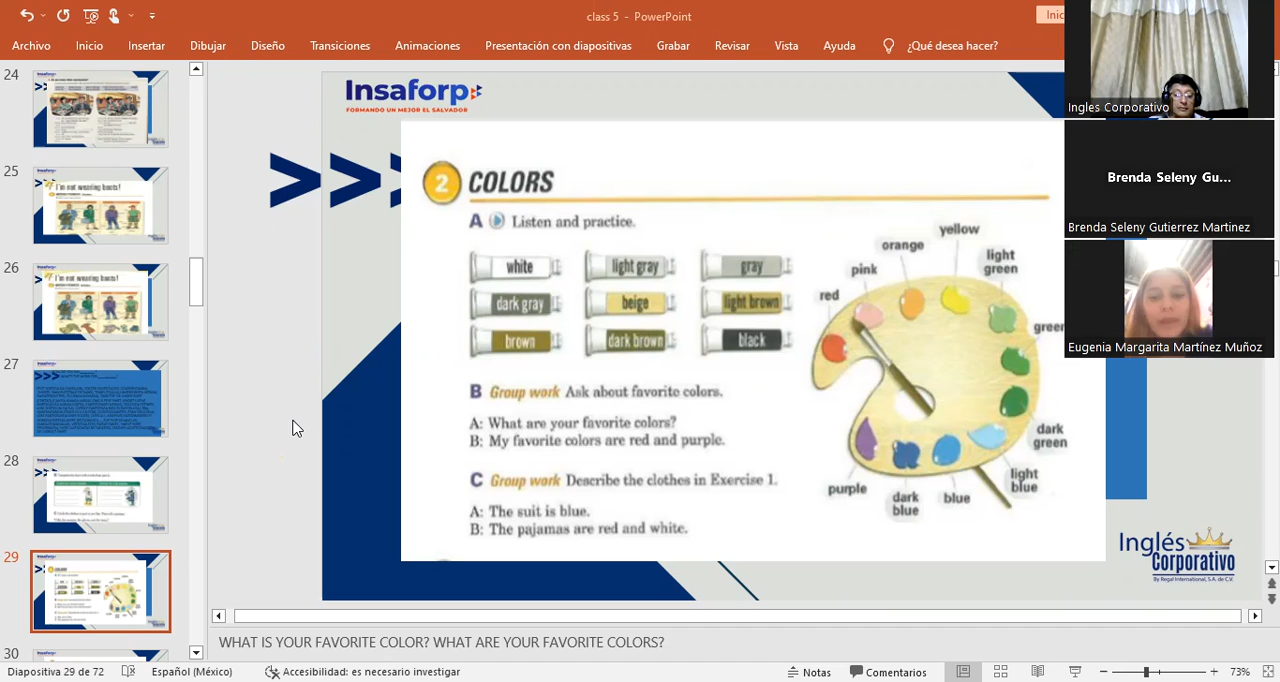 class 5 - PowerPoint
Archivo Inicio Insertar Dibujar Diseño Transiciones Animaciones Presentación con diapositivas Grabar Revisar Vista Ayuda ¿Qué desea hacer?
24
25
I'm not wearing boots!
26
I'm not wearing boots!
27
28
29
COLORS
30
Insaforp
FORMANDO UN MEJOR EL SALVADOR
2 COLORS
A Listen and practice.
white light gray gray
dark gray beige light brown
brown dark brown black
B Group work Ask about favorite colors.
A: What are your favorite colors?
B: My favorite colors are red and purple.
C Group work Describe the clothes in Exercise 1.
A: The suit is blue.
B: The pajamas are red and white.
yellow
orange
light
green
pink
red
green
dark
green
light
blue
blue
dark
blue
purple
Inglés
Corporativo
By Regal International, S.A. de C.V.
Ingles Corporativo
Brenda Seleny Gu...
Brenda Seleny Gutierrez Martinez
Eugenia Margarita Martínez Muñoz
WHAT IS YOUR FAVORITE COLOR? WHAT ARE YOUR FAVORITE COLORS?
Diapositiva 29 de 72 Español (México) Accesibilidad: es necesario investigar Notas Comentarios 73%